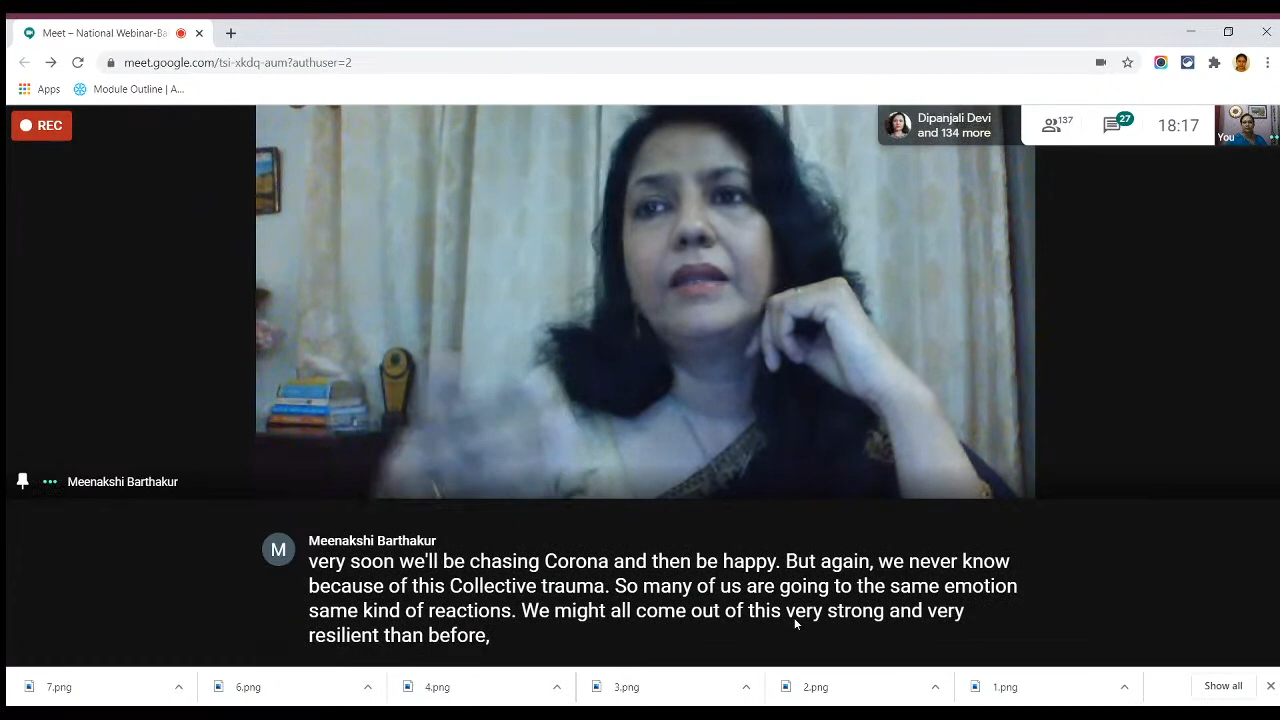 Meet – National Webinar-Ba
meet.google.com/tsi-xkdq-aum?authuser=2
Apps
Module Outline | A...
REC
Dipanjali Devi
and 134 more
137
27
18:17
You
Meenakshi Barthakur
M
Meenakshi Barthakur
very soon we'll be chasing Corona and then be happy. But again, we never know
because of this Collective trauma. So many of us are going to the same emotion
same kind of reactions. We might all come out of this very strong and very
resilient than before,
7.png
6.png
4.png
3.png
2.png
1.png
Show all